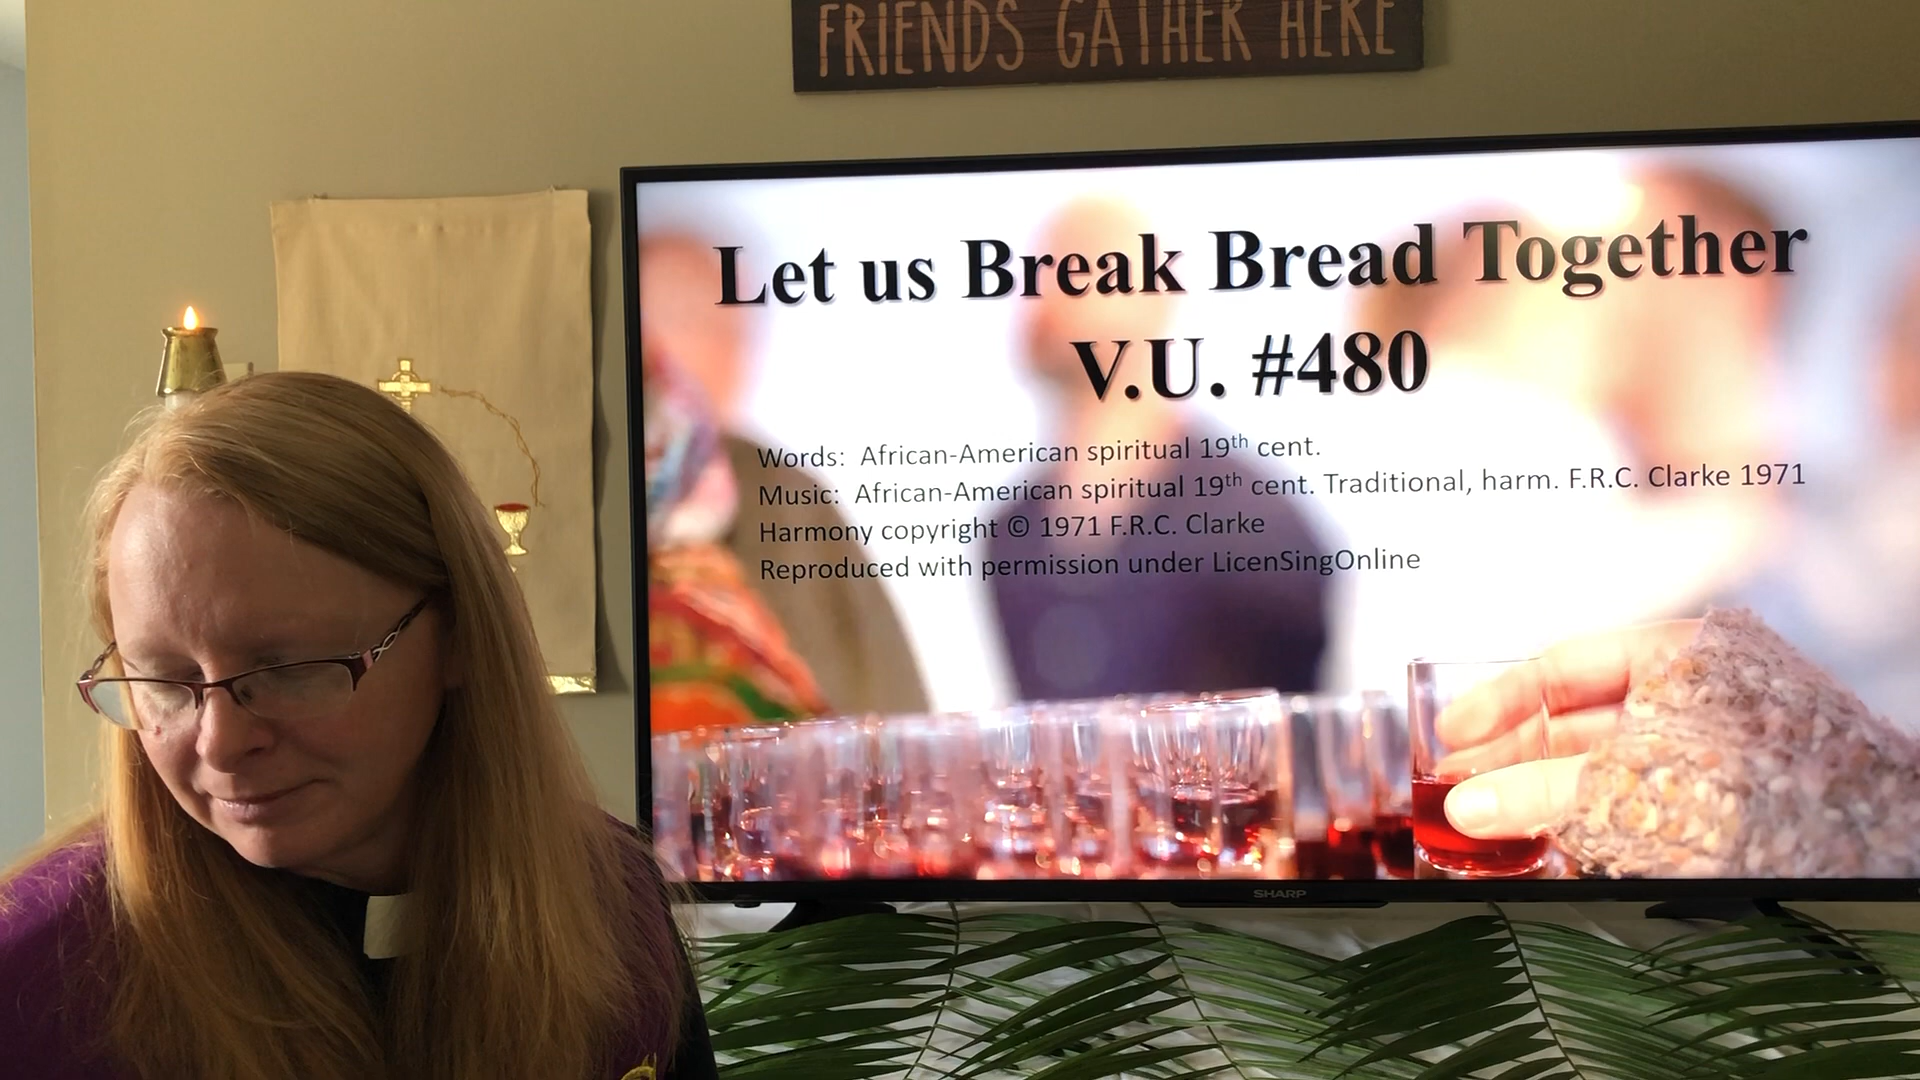 FRIENDS GATHER HERE
Let us Break Bread Together
V.U. #480
Words: African-American spiritual 19th cent.
Music: African-American spiritual 19th cent. Traditional, harm. F.R.C. Clarke 1971
Harmony copyright © 1971 F.R.C. Clarke
Reproduced with permission under LicenSingOnline
SHARP